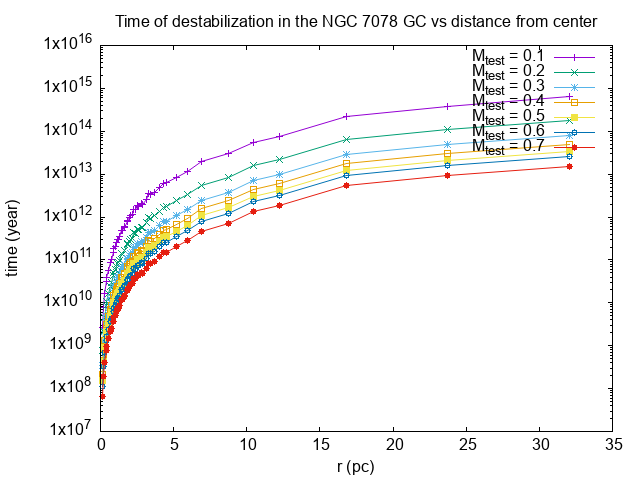 Time of destabilization in the NGC 7078 GC vs distance from center
1x10^16
1x10^15
1x10^14
1x10^13
1x10^12
1x10^11
1x10^10
1x10^9
1x10^8
1x10^7
time (year)
M_test = 0.1
M_test = 0.2
M_test = 0.3
M_test = 0.4
M_test = 0.5
M_test = 0.6
M_test = 0.7
0 5 10 15 20 25 30 35
r (pc)